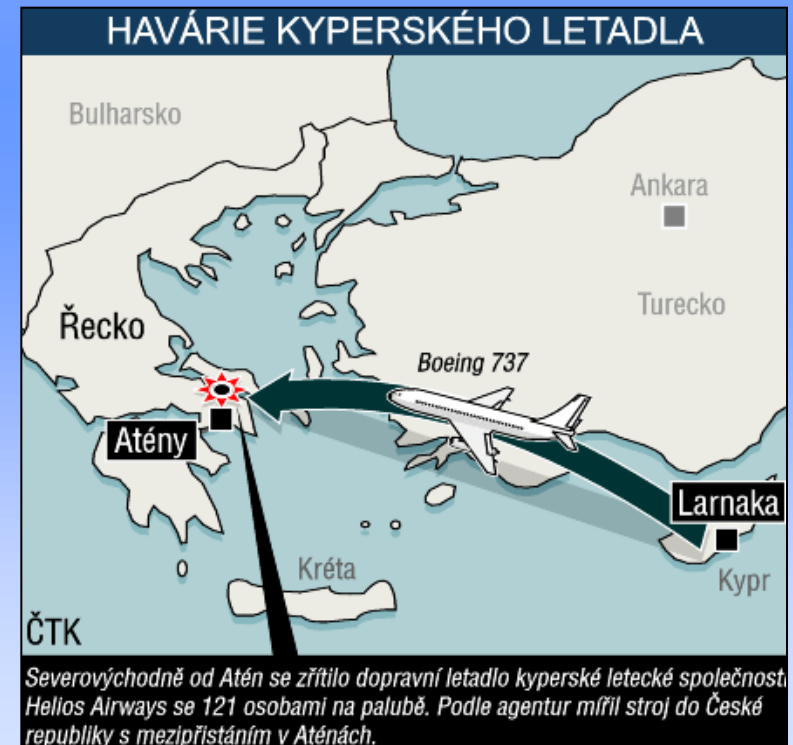 HAVÁRIE KYPERSKÉHO LETADLA
Bulharsko
Ankara
Turecko
Řecko
Boeing 737
Atény
Larnaka
Kypr
Kréta
ČTK
Severovýchodně od Atén se zřítilo dopravní letadlo kyperské letecké společnosti
Helios Airways se 121 osobami na palubě. Podle agentur mířil stroj do České
republiky s mezipřistáním v Aténách.